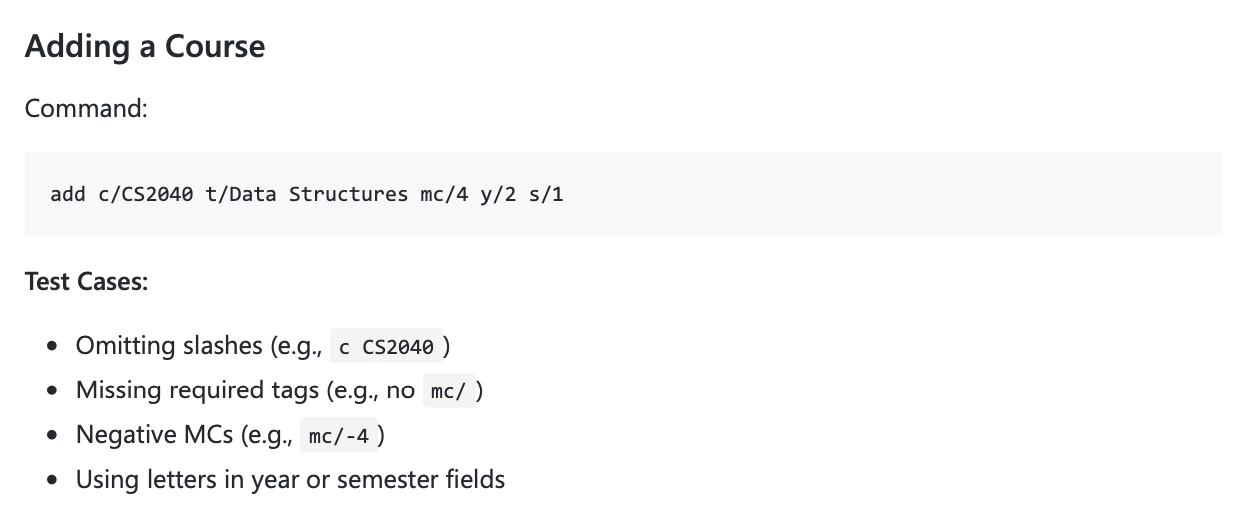 Adding a Course
Command:
add c/CS2040 t/Data Structures mc/4 y/2 s/1
Test Cases:
• Omitting slashes (e.g., c CS2040 )
• Missing required tags (e.g., no mc/ )
• Negative MCs (e.g., mc/-4 )
• Using letters in year or semester fields